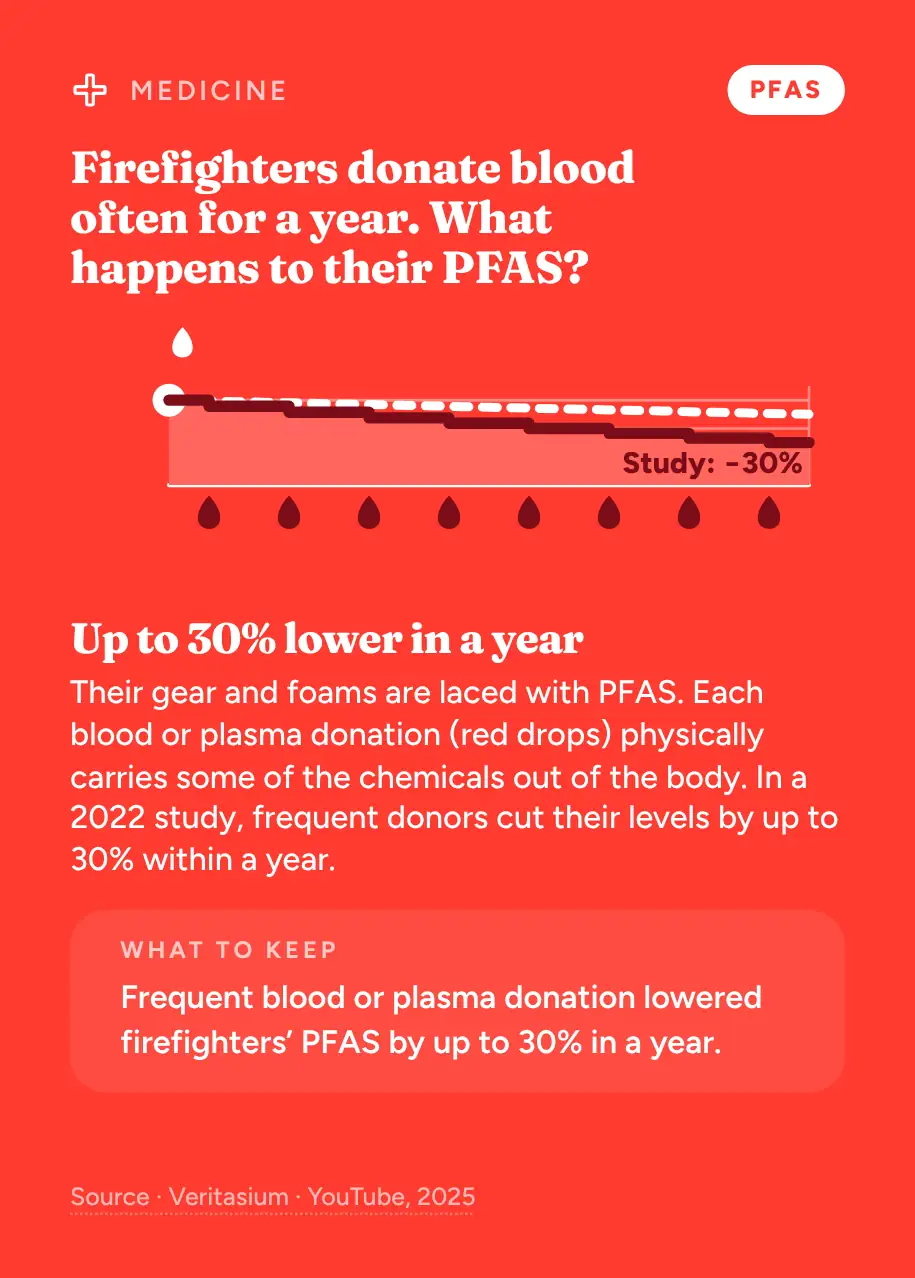 MEDICINE
PFAS
Firefighters donate blood
often for a year. What
happens to their PFAS?
Study: −30%
Up to 30% lower in a year
Their gear and foams are laced with PFAS. Each
blood or plasma donation (red drops) physically
carries some of the chemicals out of the body. In a
2022 study, frequent donors cut their levels by up to
30% within a year.
WHAT TO KEEP
Frequent blood or plasma donation lowered
firefighters’ PFAS by up to 30% in a year.
Source · Veritasium · YouTube, 2025